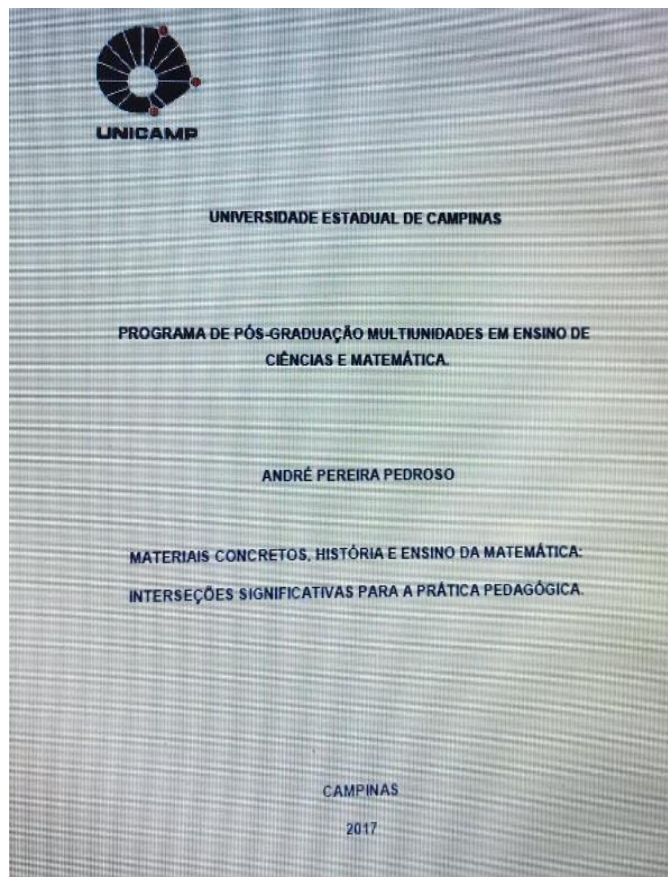 UNICAMP
UNIVERSIDADE ESTADUAL DE CAMPINAS
PROGRAMA DE PÓS-GRADUAÇÃO MULTIUNIDADES EM ENSINO DE
CIÊNCIAS E MATEMÁTICA.
ANDRÉ PEREIRA PEDROSO
MATERIAIS CONCRETOS, HISTÓRIA E ENSINO DA MATEMÁTICA:
INTERSEÇÕES SIGNIFICATIVAS PARA A PRÁTICA PEDAGÓGICA.
CAMPINAS
2017